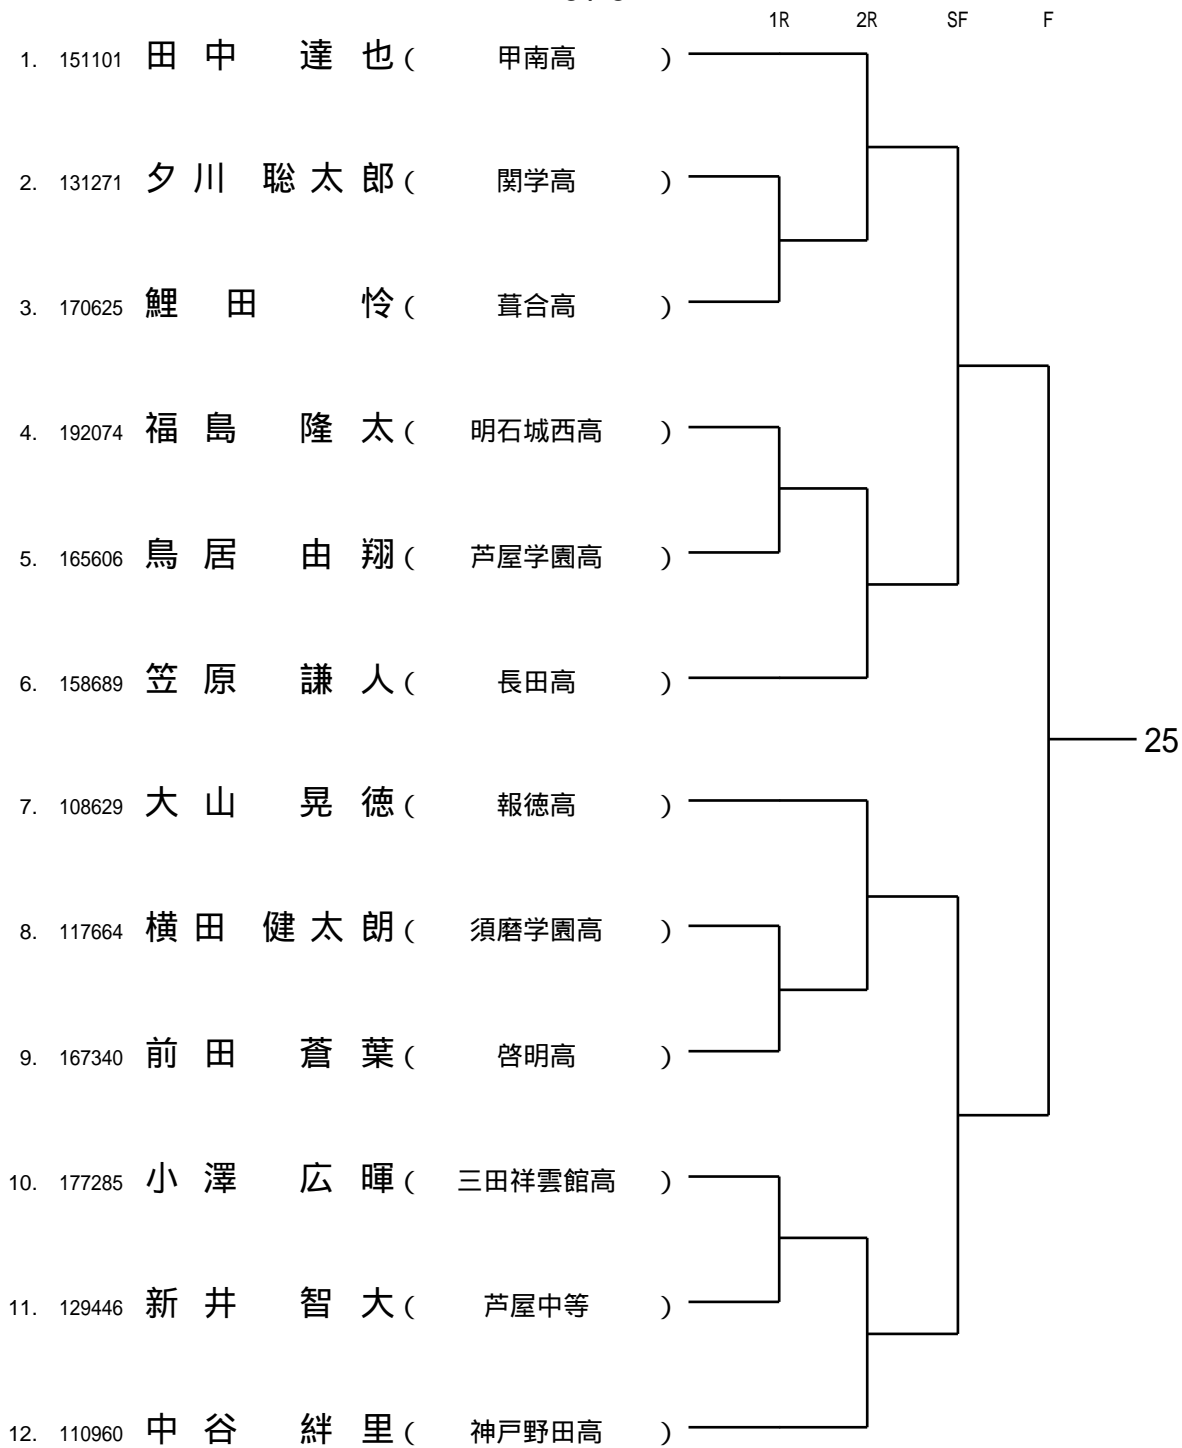 1R 2R SF F
1. 151101 田中 達也 ( 甲南高 )
2. 131271 夕川 聡太郎 ( 関学高 )
3. 170625 鯉田 怜 ( 葺合高 )
4. 192074 福島 隆太 ( 明石城西高 )
5. 165606 鳥居 由翔 ( 芦屋学園高 )
6. 158689 笠原 謙人 ( 長田高 )
25
7. 108629 大山 晃徳 ( 報徳高 )
8. 117664 横田 健太朗 ( 須磨学園高 )
9. 167340 前田 蒼葉 ( 啓明高 )
10. 177285 小澤 広暉 ( 三田祥雲館高 )
11. 129446 新井 智大 ( 芦屋中等 )
12. 110960 中谷 絆里 ( 神戸野田高 )